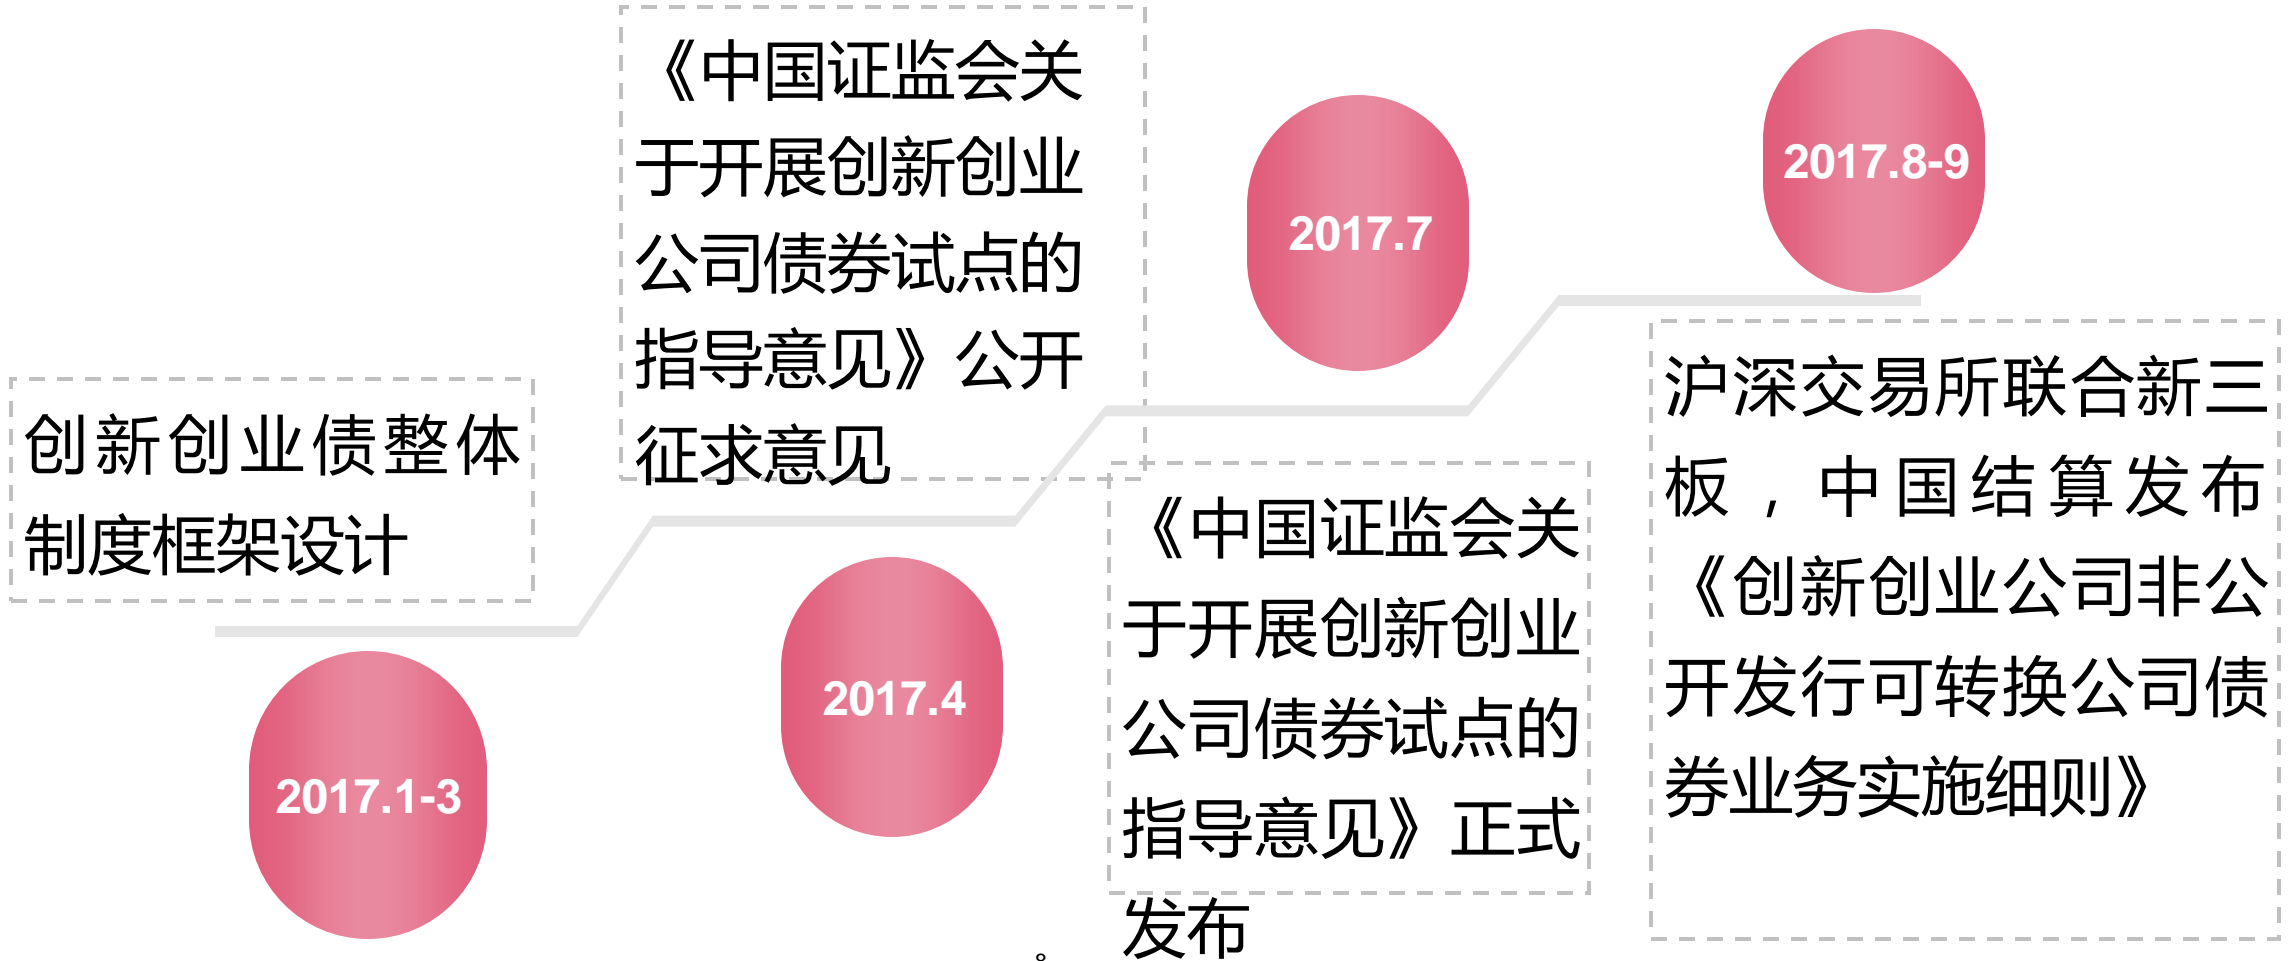 创新创业债整体
制度框架设计
2017.1-3
《中国证监会关
于开展创新创业
公司债券试点的
指导意见》公开
征求意见
2017.4
2017.7
《中国证监会关
于开展创新创业
公司债券试点的
指导意见》正式
发布
。
2017.8-9
沪深交易所联合新三
板，中国结算发布
《创新创业公司非公
开发行可转换公司债
券业务实施细则》